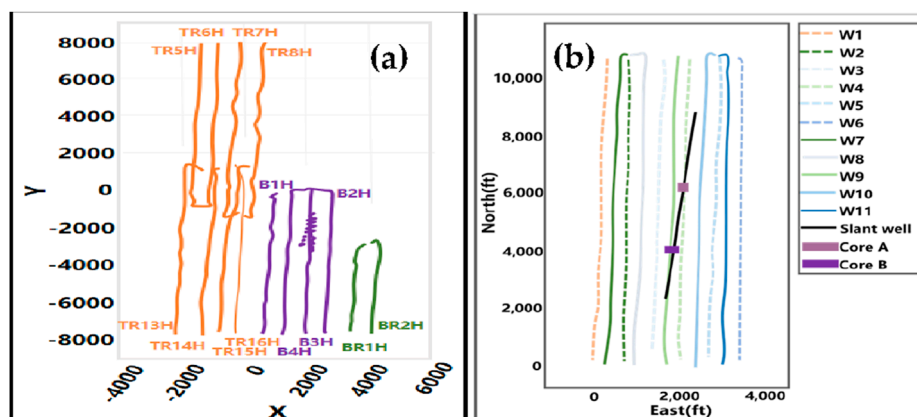 TR6H TR7H
TR5H TR8H
(a)
8000
6000
4000
2000
0
-2000
-4000
-6000
-8000
Y
B1H B2H
TR13H TR16H B3H BR2H
TR14H TR15H B4H BR1H
-4000 -2000 0 2000 4000 6000
X
(b)
10,000
8,000
6,000
4,000
2,000
0
North(ft)
0 2,000 4,000
East(ft)
W1
W2
W3
W4
W5
W6
W7
W8
W9
W10
W11
Slant well
Core A
Core B